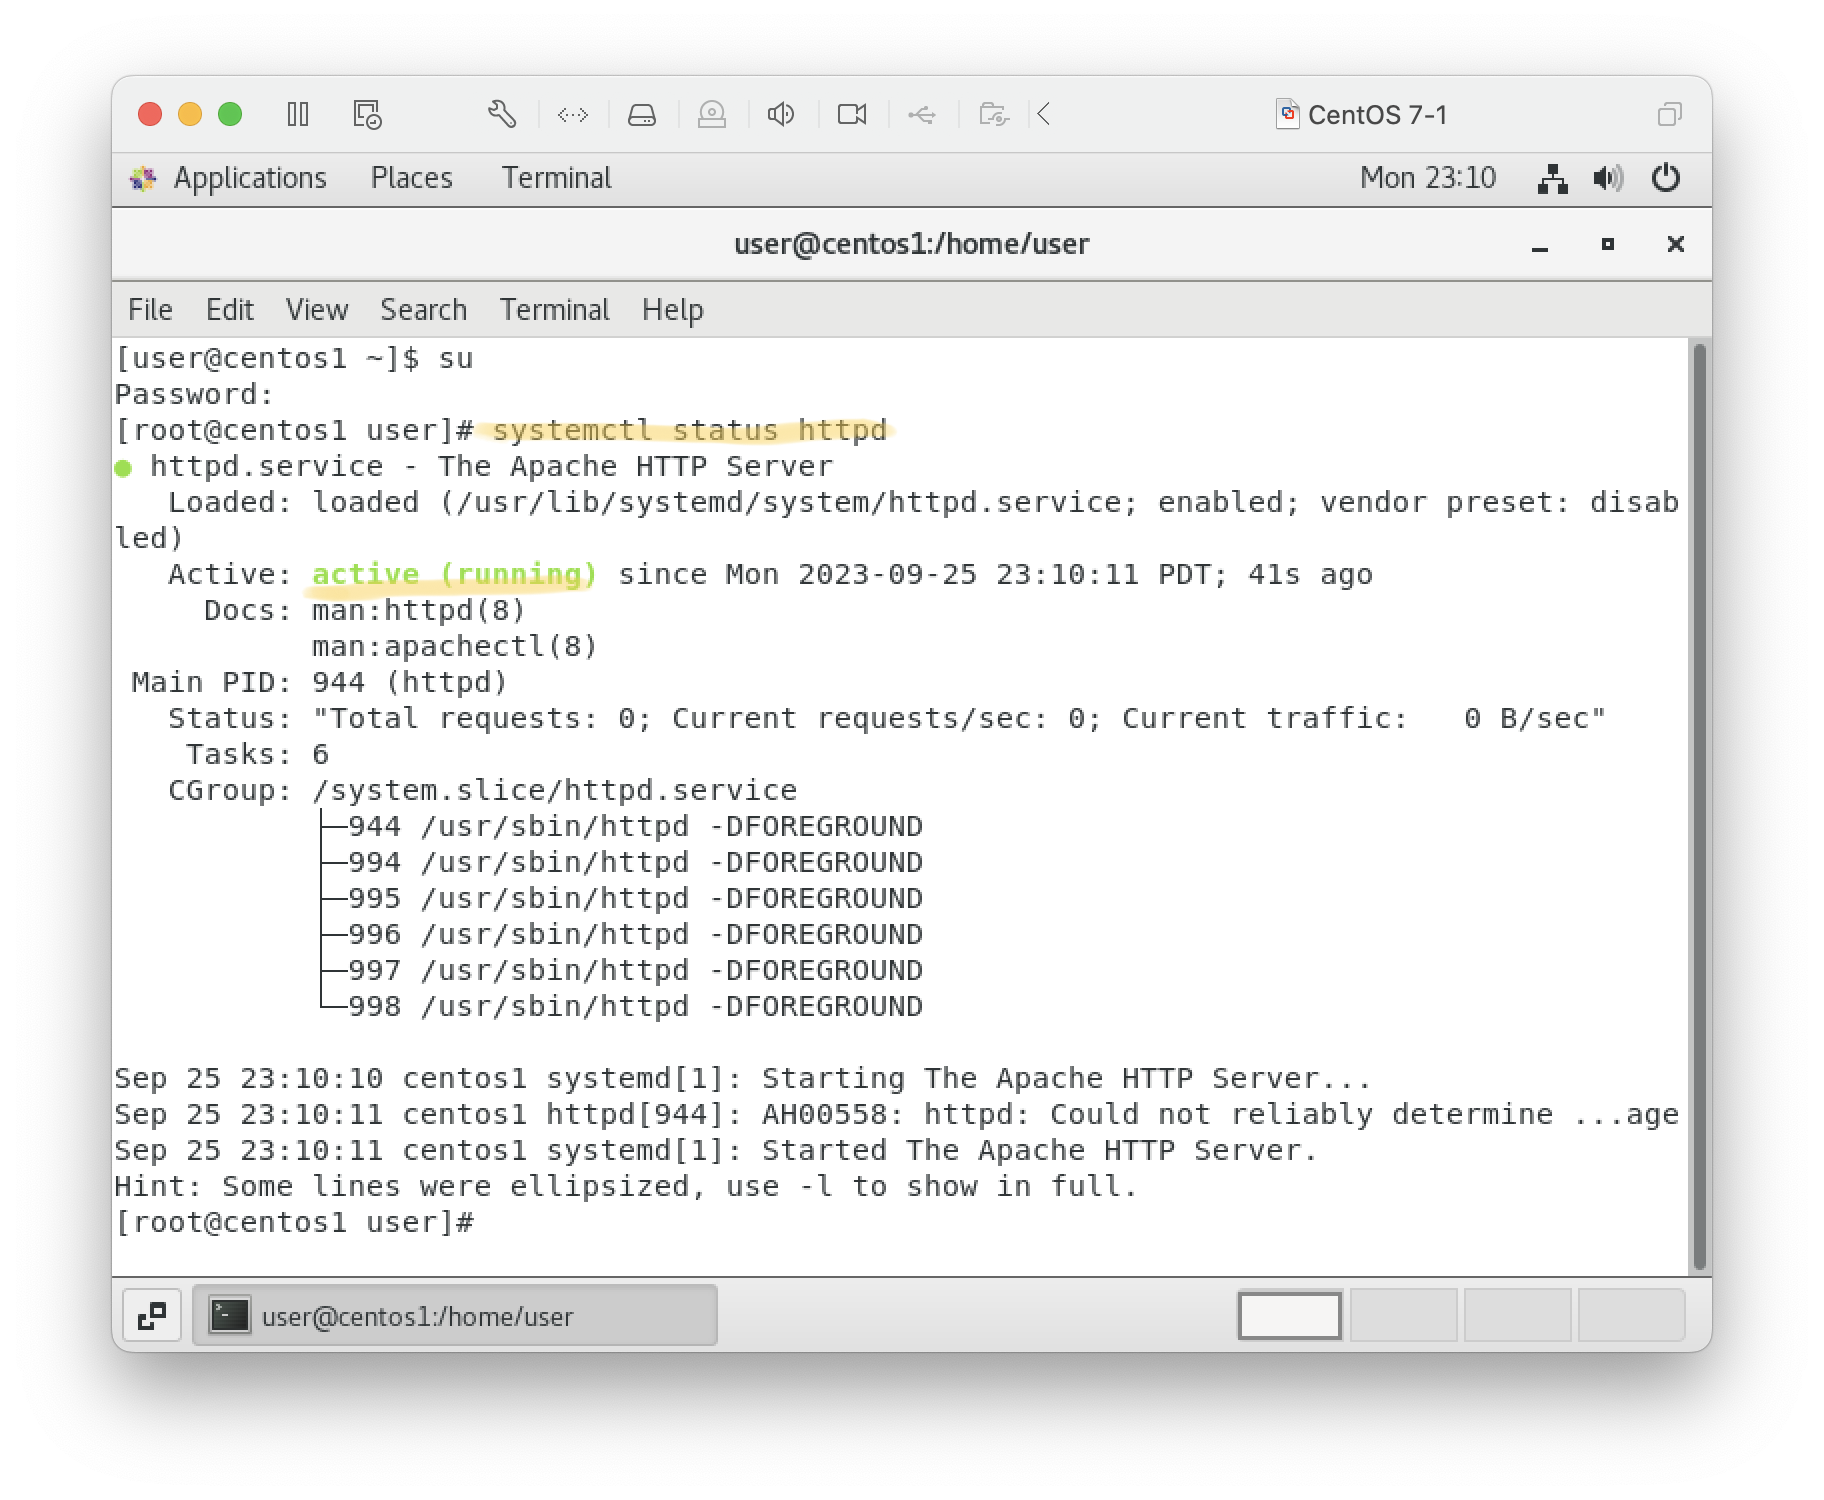 CentOS 7-1
Applications Places Terminal Mon 23:10
user@centos1:/home/user
File Edit View Search Terminal Help
[user@centos1 ~]$ su
Password:
[root@centos1 user]# systemctl status httpd
● httpd.service - The Apache HTTP Server
   Loaded: loaded (/usr/lib/systemd/system/httpd.service; enabled; vendor preset: disab
led)
   Active: active (running) since Mon 2023-09-25 23:10:11 PDT; 41s ago
     Docs: man:httpd(8)
           man:apachectl(8)
 Main PID: 944 (httpd)
   Status: "Total requests: 0; Current requests/sec: 0; Current traffic:   0 B/sec"
    Tasks: 6
   CGroup: /system.slice/httpd.service
           ├─944 /usr/sbin/httpd -DFOREGROUND
           ├─994 /usr/sbin/httpd -DFOREGROUND
           ├─995 /usr/sbin/httpd -DFOREGROUND
           ├─996 /usr/sbin/httpd -DFOREGROUND
           ├─997 /usr/sbin/httpd -DFOREGROUND
           └─998 /usr/sbin/httpd -DFOREGROUND
Sep 25 23:10:10 centos1 systemd[1]: Starting The Apache HTTP Server...
Sep 25 23:10:11 centos1 httpd[944]: AH00558: httpd: Could not reliably determine ...age
Sep 25 23:10:11 centos1 systemd[1]: Started The Apache HTTP Server.
Hint: Some lines were ellipsized, use -l to show in full.
[root@centos1 user]#
user@centos1:/home/user